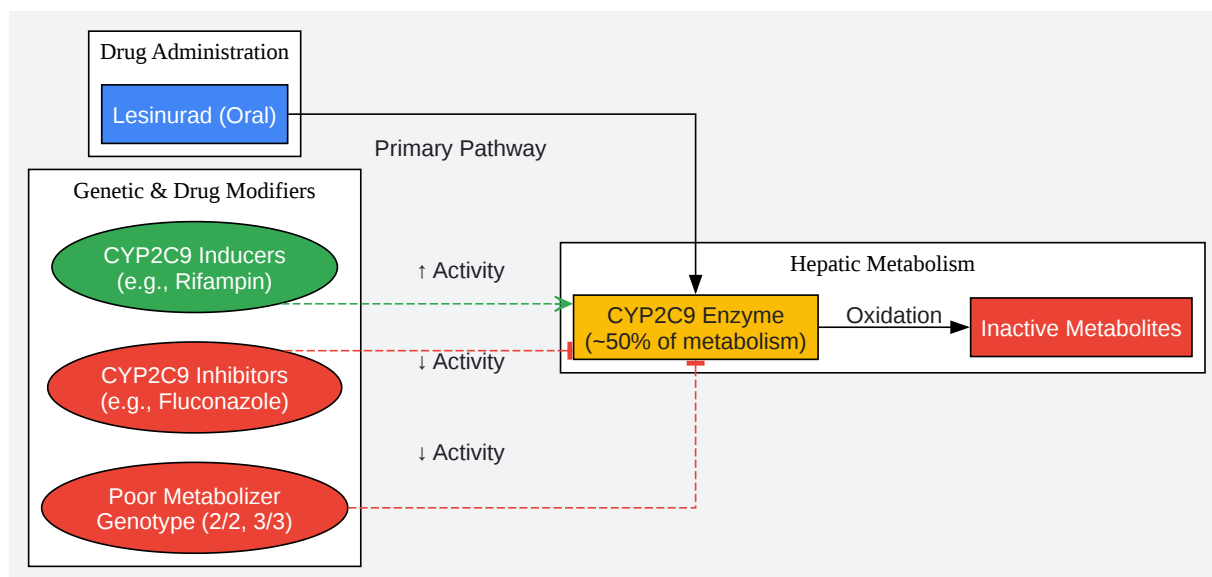 Drug Administration
Lesinurad (Oral)
Primary Pathway
Genetic & Drug Modifiers
CYP2C9 Inducers
(e.g., Rifampin)
↑ Activity
CYP2C9 Inhibitors
(e.g., Fluconazole)
↓ Activity
Poor Metabolizer
Genotype (2/2, 3/3)
↓ Activity
Hepatic Metabolism
CYP2C9 Enzyme
(~50% of metabolism)
Oxidation
Inactive Metabolites